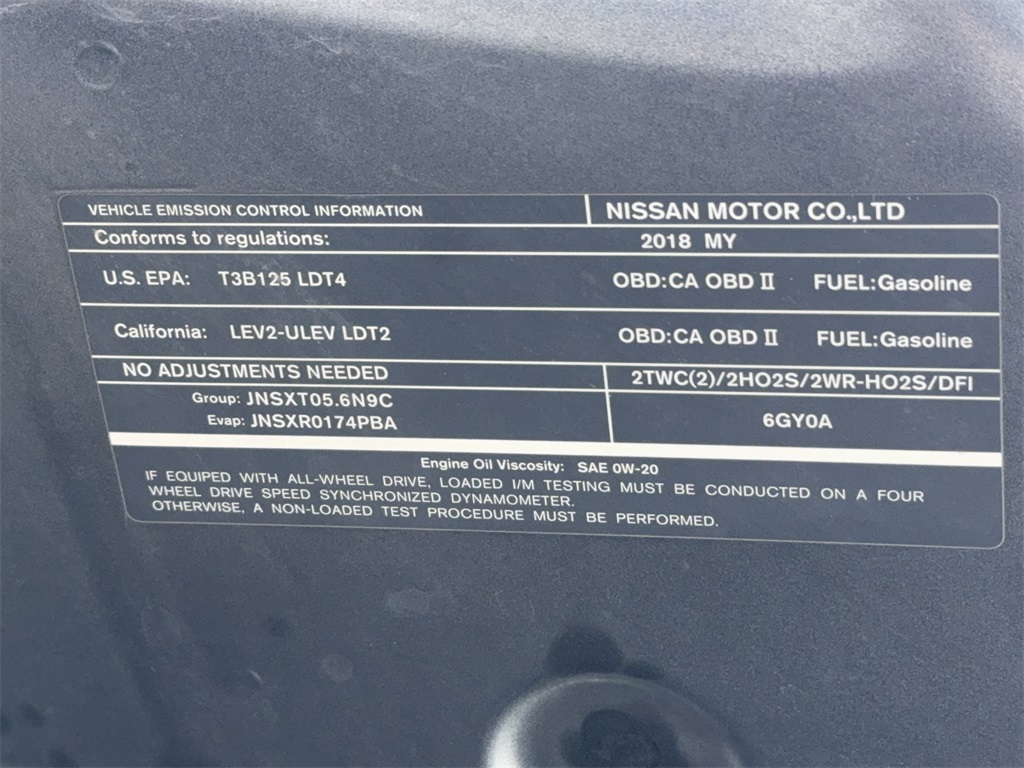 VEHICLE EMISSION CONTROL INFORMATION NISSAN MOTOR CO.,LTD
Conforms to regulations: 2018 MY
U.S. EPA: T3B125 LDT4 OBD:CA OBD II FUEL:Gasoline
California: LEV2-ULEV LDT2 OBD:CA OBD II FUEL:Gasoline
NO ADJUSTMENTS NEEDED 2TWC(2)/2HO2S/2WR-HO2S/DFI
Group: JNSXT05.6N9C
Evap: JNSXR0174PBA 6GY0A
Engine Oil Viscosity: SAE 0W-20
IF EQUIPED WITH ALL-WHEEL DRIVE, LOADED I/M TESTING MUST BE CONDUCTED ON A FOUR
WHEEL DRIVE SPEED SYNCHRONIZED DYNAMOMETER.
OTHERWISE, A NON-LOADED TEST PROCEDURE MUST BE PERFORMED.